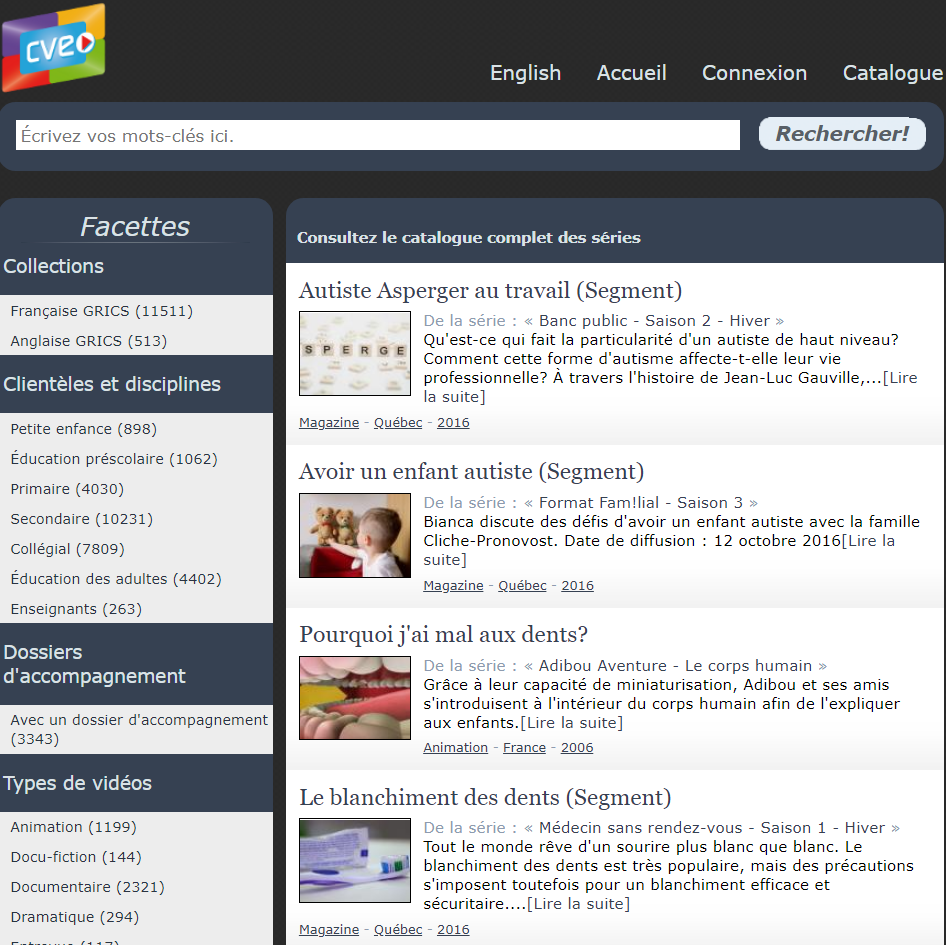 cve
English Accueil Connexion Catalogue
Écrivez vos mots-clés ici.
Rechercher!
Facettes
Collections
Française GRICS (11511)
Anglaise GRICS (513)
Clientèles et disciplines
Petite enfance (898)
Éducation préscolaire (1062)
Primaire (4030)
Secondaire (10231)
Collégial (7809)
Éducation des adultes (4402)
Enseignants (263)
Dossiers
d'accompagnement
Avec un dossier d'accompagnement
(3343)
Types de vidéos
Animation (1199)
Docu-fiction (144)
Documentaire (2321)
Dramatique (294)
Entrevue (117)
Consultez le catalogue complet des séries
Autiste Asperger au travail (Segment)
SPERGE
De la série : « Banc public - Saison 2 - Hiver »
Qu'est-ce qui fait la particularité d'un autiste de haut niveau?
Comment cette forme d'autisme affecte-t-elle leur vie
professionnelle? À travers l'histoire de Jean-Luc Gauville,...[Lire
la suite]
Magazine - Québec - 2016
Avoir un enfant autiste (Segment)
De la série : « Format Fam!lial - Saison 3 »
Bianca discute des défis d'avoir un enfant autiste avec la famille
Cliche-Pronovost. Date de diffusion : 12 octobre 2016[Lire la
suite]
Magazine - Québec - 2016
Pourquoi j'ai mal aux dents?
De la série : « Adibou Aventure - Le corps humain »
Grâce à leur capacité de miniaturisation, Adibou et ses amis
s'introduisent à l'intérieur du corps humain afin de l'expliquer
aux enfants.[Lire la suite]
Animation - France - 2006
Le blanchiment des dents (Segment)
De la série : « Médecin sans rendez-vous - Saison 1 - Hiver »
Tout le monde rêve d'un sourire plus blanc que blanc. Le
blanchiment des dents est très populaire, mais des précautions
s'imposent toutefois pour un blanchiment efficace et
sécuritaire....[Lire la suite]
Magazine - Québec - 2016